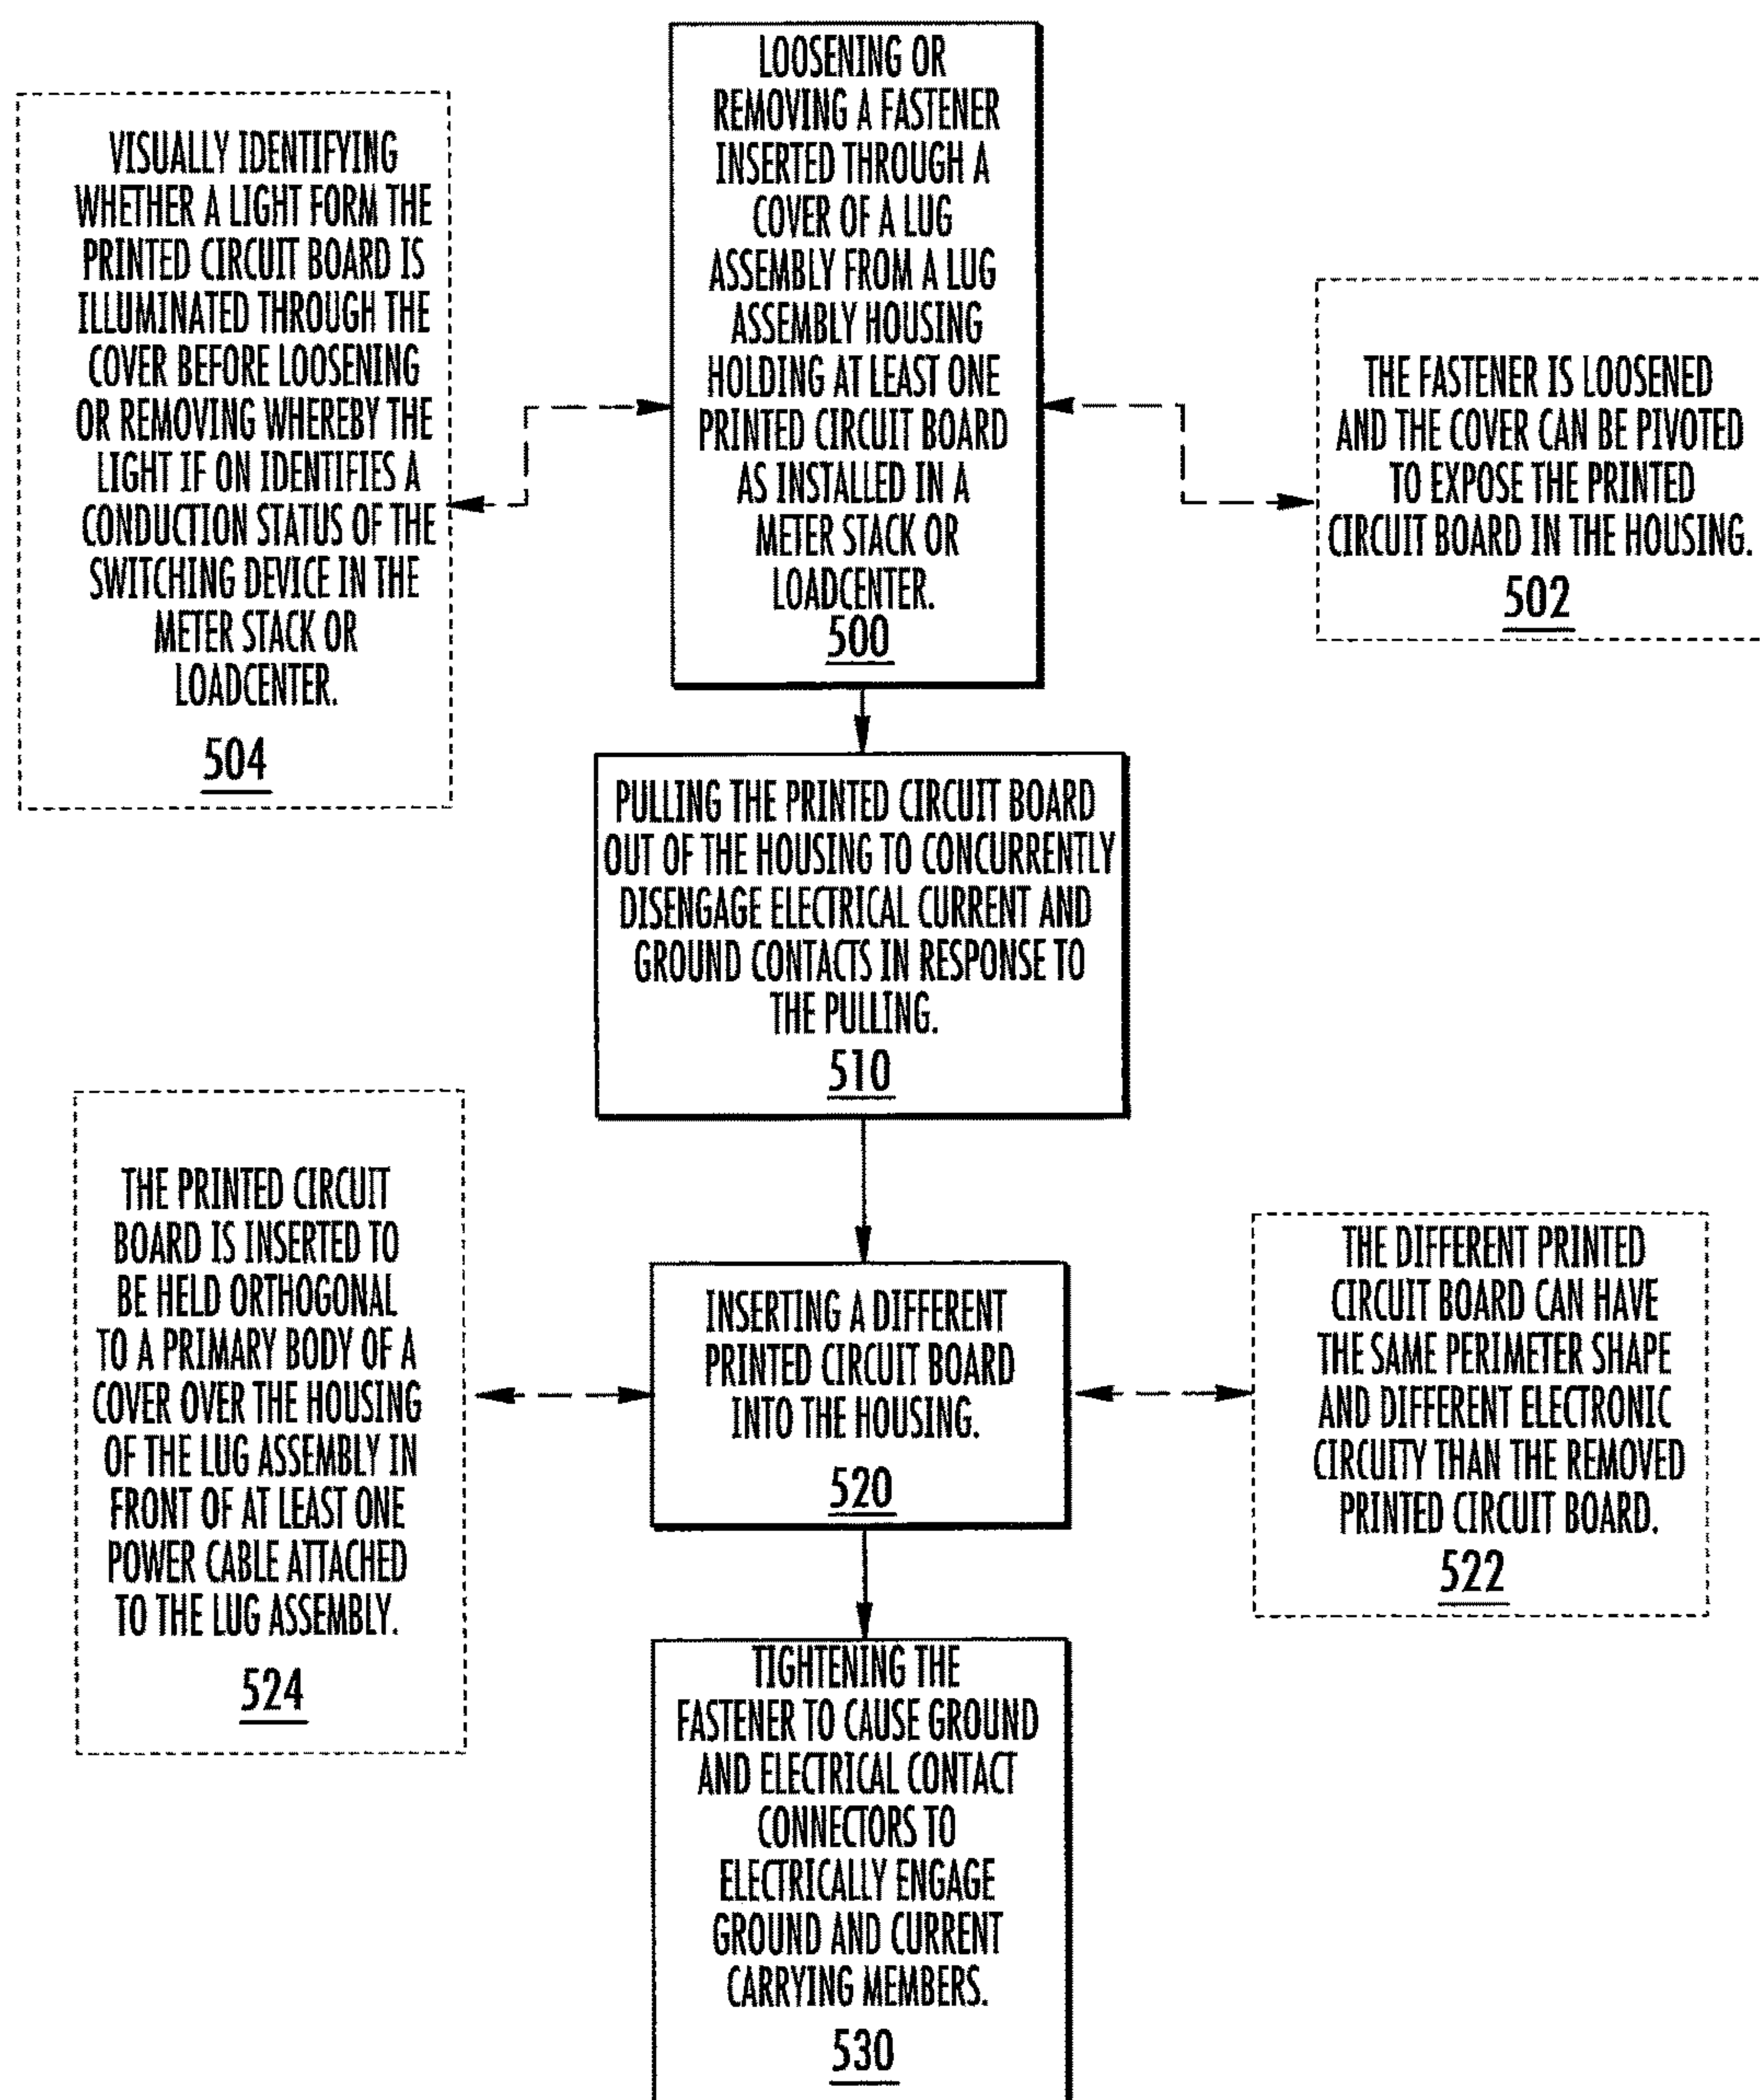 LOOSENING OR
REMOVING A FASTENER
INSERTED THROUGH A
COVER OF A LUG
ASSEMBLY FROM A LUG
ASSEMBLY HOUSING
HOLDING AT LEAST ONE
PRINTED CIRCUIT BOARD
AS INSTALLED IN A
METER STACK OR
LOADCENTER.
500
VISUALLY IDENTIFYING
WHETHER A LIGHT FORM THE
PRINTED CIRCUIT BOARD IS
ILLUMINATED THROUGH THE
COVER BEFORE LOOSENING
OR REMOVING WHEREBY THE
LIGHT IF ON IDENTIFIES A
CONDUCTION STATUS OF THE
SWITCHING DEVICE IN THE
METER STACK OR
LOADCENTER.
504
THE FASTENER IS LOOSENED
AND THE COVER CAN BE PIVOTED
TO EXPOSE THE PRINTED
CIRCUIT BOARD IN THE HOUSING.
502
PULLING THE PRINTED CIRCUIT BOARD
OUT OF THE HOUSING TO CONCURRENTLY
DISENGAGE ELECTRICAL CURRENT AND
GROUND CONTACTS IN RESPONSE TO
THE PULLING.
510
THE PRINTED CIRCUIT
BOARD IS INSERTED TO
BE HELD ORTHOGONAL
TO A PRIMARY BODY OF A
COVER OVER THE HOUSING
OF THE LUG ASSEMBLY IN
FRONT OF AT LEAST ONE
POWER CABLE ATTACHED
TO THE LUG ASSEMBLY.
524
INSERTING A DIFFERENT
PRINTED CIRCUIT BOARD
INTO THE HOUSING.
520
THE DIFFERENT PRINTED
CIRCUIT BOARD CAN HAVE
THE SAME PERIMETER SHAPE
AND DIFFERENT ELECTRONIC
CIRCUITY THAN THE REMOVED
PRINTED CIRCUIT BOARD.
522
TIGHTENING THE
FASTENER TO CAUSE GROUND
AND ELECTRICAL CONTACT
CONNECTORS TO
ELECTRICALLY ENGAGE
GROUND AND CURRENT
CARRYING MEMBERS.
530